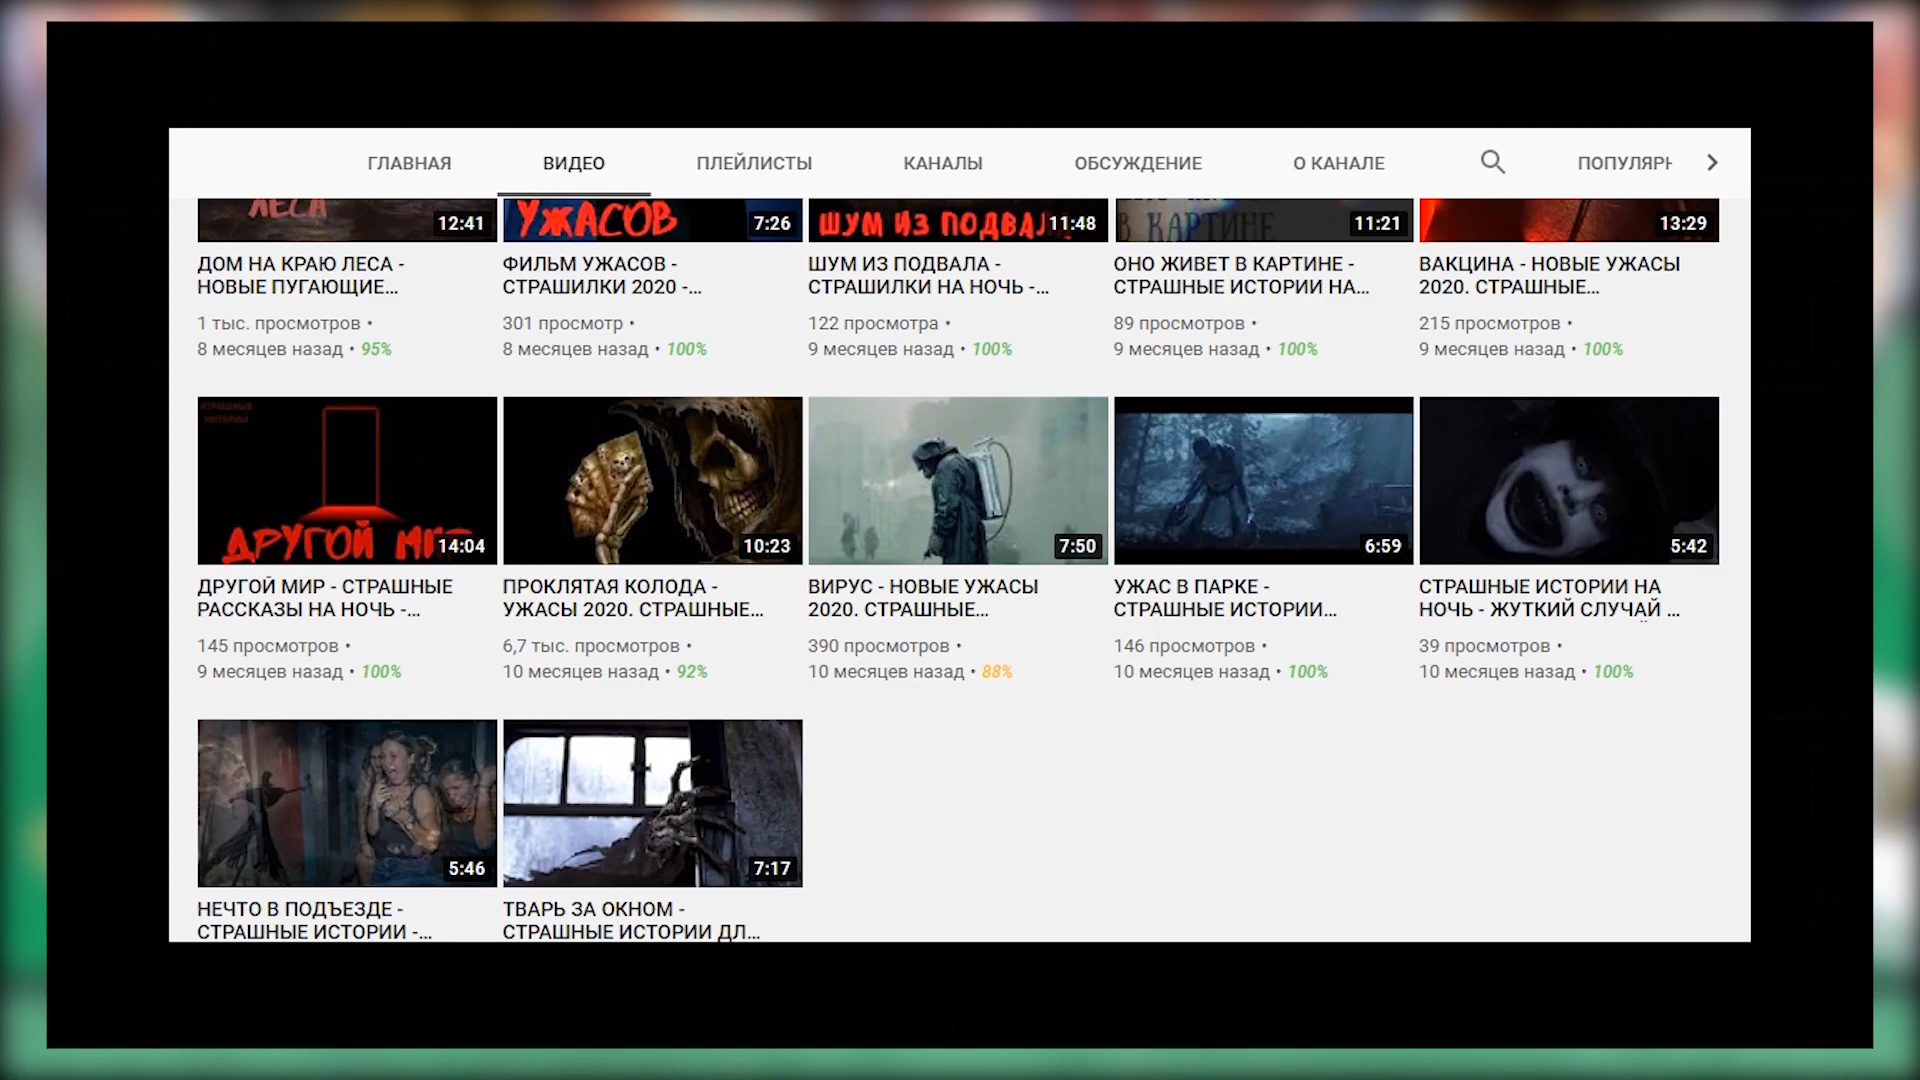 ГЛАВНАЯ ВИДЕО ПЛЕЙЛИСТЫ КАНАЛЫ ОБСУЖДЕНИЕ О КАНАЛЕ ПОПУЛЯРН
ЛЕСА 12:41
УЖАСОВ 7:26
ШУМ ИЗ ПОДВАЛ 11:48
В КАРТИНЕ 11:21
13:29
ДОМ НА КРАЮ ЛЕСА -
НОВЫЕ ПУГАЮЩИЕ...
1 тыс. просмотров •
8 месяцев назад • 95%
ФИЛЬМ УЖАСОВ -
СТРАШИЛКИ 2020 -...
301 просмотр •
8 месяцев назад • 100%
ШУМ ИЗ ПОДВАЛА -
СТРАШИЛКИ НА НОЧЬ -...
122 просмотра •
9 месяцев назад • 100%
ОНО ЖИВЕТ В КАРТИНЕ -
СТРАШНЫЕ ИСТОРИИ НА...
89 просмотров •
9 месяцев назад • 100%
ВАКЦИНА - НОВЫЕ УЖАСЫ
2020. СТРАШНЫЕ...
215 просмотров •
9 месяцев назад • 100%
СТРАШНЫЕ
ИСТОРИИ
ДРУГОЙ МИР 14:04
10:23
7:50
6:59
5:42
ДРУГОЙ МИР - СТРАШНЫЕ
РАССКАЗЫ НА НОЧЬ -...
145 просмотров •
9 месяцев назад • 100%
ПРОКЛЯТАЯ КОЛОДА -
УЖАСЫ 2020. СТРАШНЫЕ...
6,7 тыс. просмотров •
10 месяцев назад • 92%
ВИРУС - НОВЫЕ УЖАСЫ
2020. СТРАШНЫЕ...
390 просмотров •
10 месяцев назад • 88%
УЖАС В ПАРКЕ -
СТРАШНЫЕ ИСТОРИИ...
146 просмотров •
10 месяцев назад • 100%
СТРАШНЫЕ ИСТОРИИ НА
НОЧЬ - ЖУТКИЙ СЛУЧАЙ ...
39 просмотров •
10 месяцев назад • 100%
5:46
7:17
НЕЧТО В ПОДЪЕЗДЕ -
СТРАШНЫЕ ИСТОРИИ -...
ТВАРЬ ЗА ОКНОМ -
СТРАШНЫЕ ИСТОРИИ ДЛ...